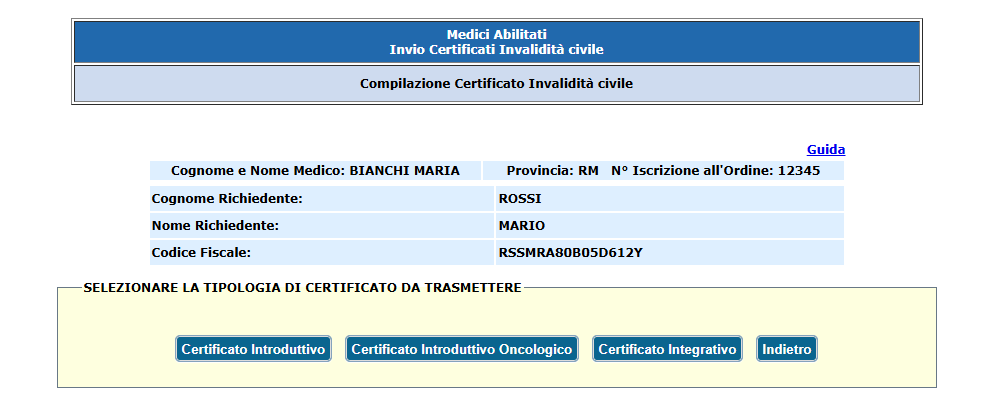 Medici Abilitati
Invio Certificati Invalidità civile
Compilazione Certificato Invalidità civile
Guida
Cognome e Nome Medico: BIANCHI MARIA Provincia: RM N° Iscrizione all'Ordine: 12345
Cognome Richiedente: ROSSI
Nome Richiedente: MARIO
Codice Fiscale: RSSMRA80B05D612Y
SELEZIONARE LA TIPOLOGIA DI CERTIFICATO DA TRASMETTERE
Certificato Introduttivo Certificato Introduttivo Oncologico Certificato Integrativo Indietro